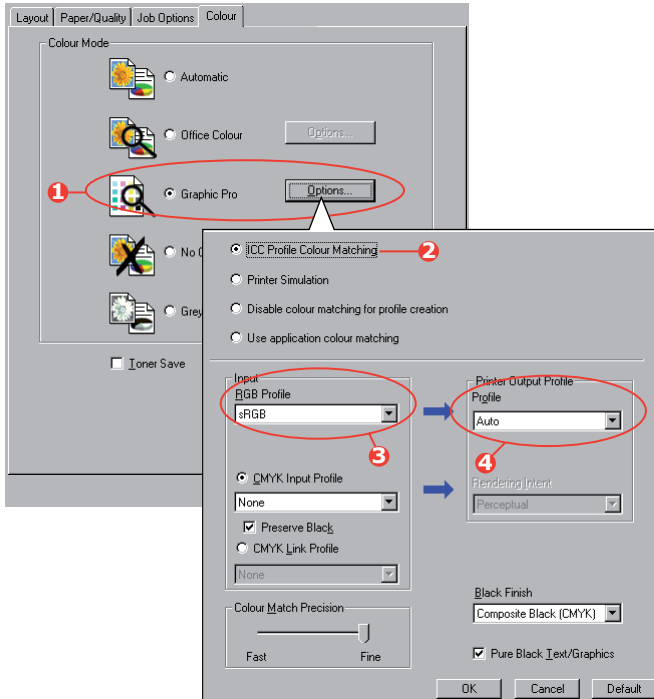 Layout Paper/Quality Job Options Colour
Colour Mode
Automatic
Office Colour Options...
1 Graphic Pro Options...
No C
Grey
Toner Save
ICC Profile Colour Matching 2
Printer Simulation
Disable colour matching for profile creation
Use application colour matching
Input
RGB Profile
sRGB
3
CMYK Input Profile
None
Preserve Black
CMYK Link Profile
None
Printer Output Profile
Profile
Auto
4
Rendering Intent
Perceptual
Colour Match Precision
Fast Fine
Black Finish
Composite Black (CMYK)
Pure Black Text/Graphics
OK Cancel Default